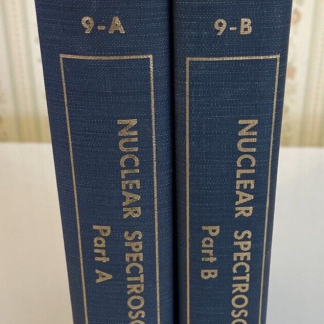 9-A
NUCLEAR SPECTROSC
Part A
9-B
NUCLEAR SPECTROSC
Part B